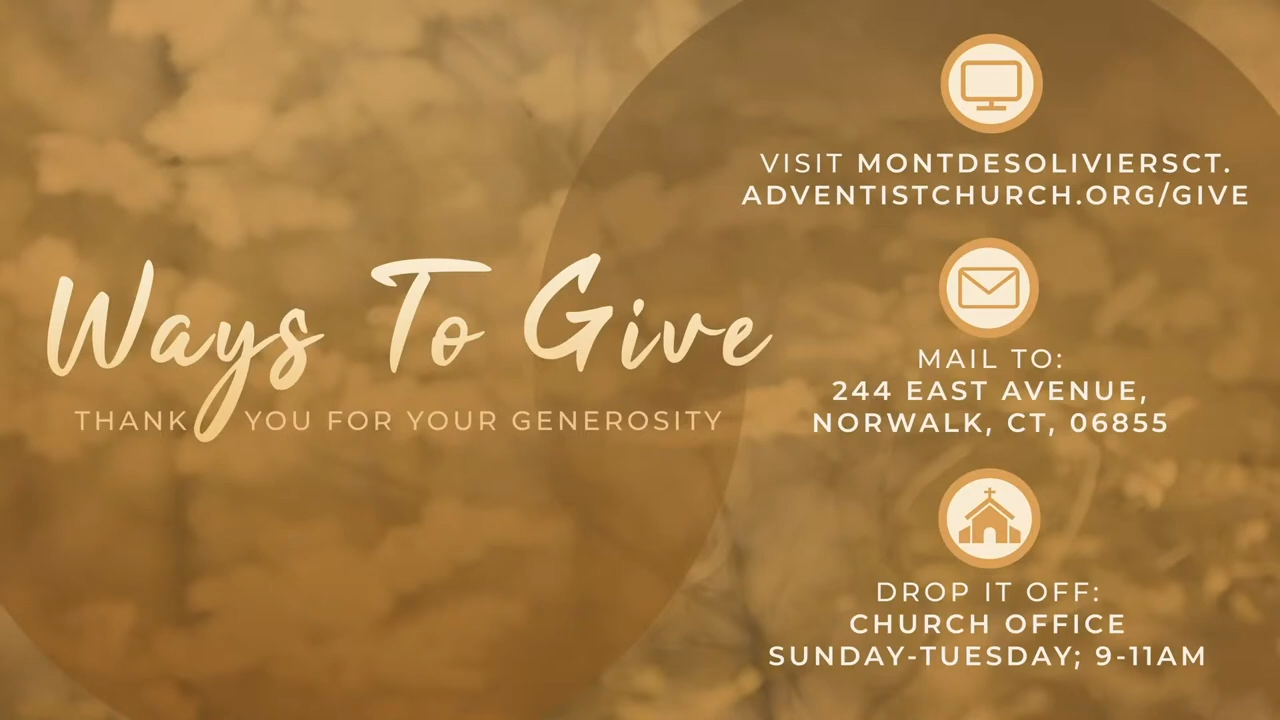 Ways To Give
THANK YOU FOR YOUR GENEROSITY
VISIT MONTDESOLIVIERSCT.
ADVENTISTCHURCH.ORG/GIVE
MAIL TO:
244 EAST AVENUE,
NORWALK, CT, 06855
DROP IT OFF:
CHURCH OFFICE
SUNDAY-TUESDAY; 9-11AM